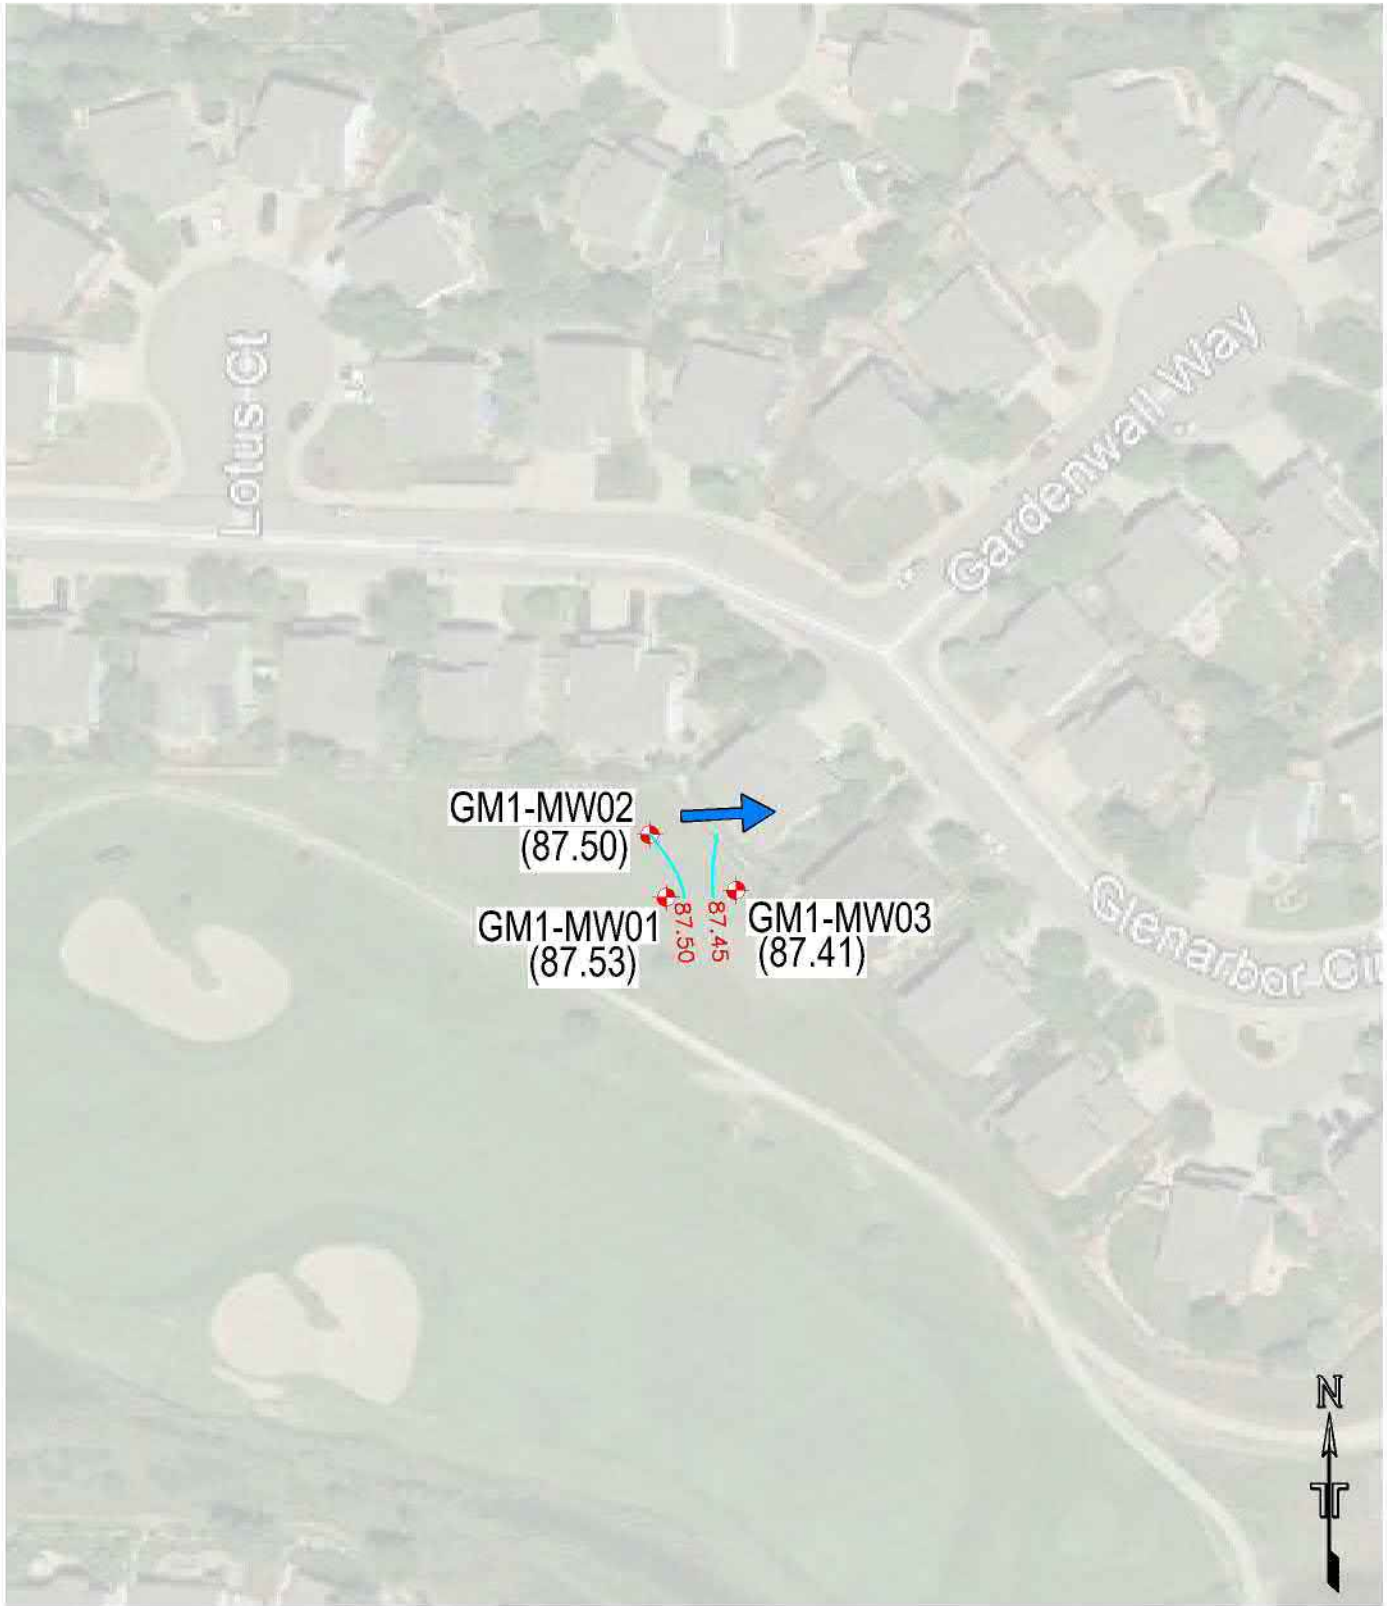 Lotus Ct
Gardenwall Way
GM1-MW02
(87.50)
GM1-MW01
(87.53)
87.50
87.45
GM1-MW03
(87.41)
Glenarbor Cir
N